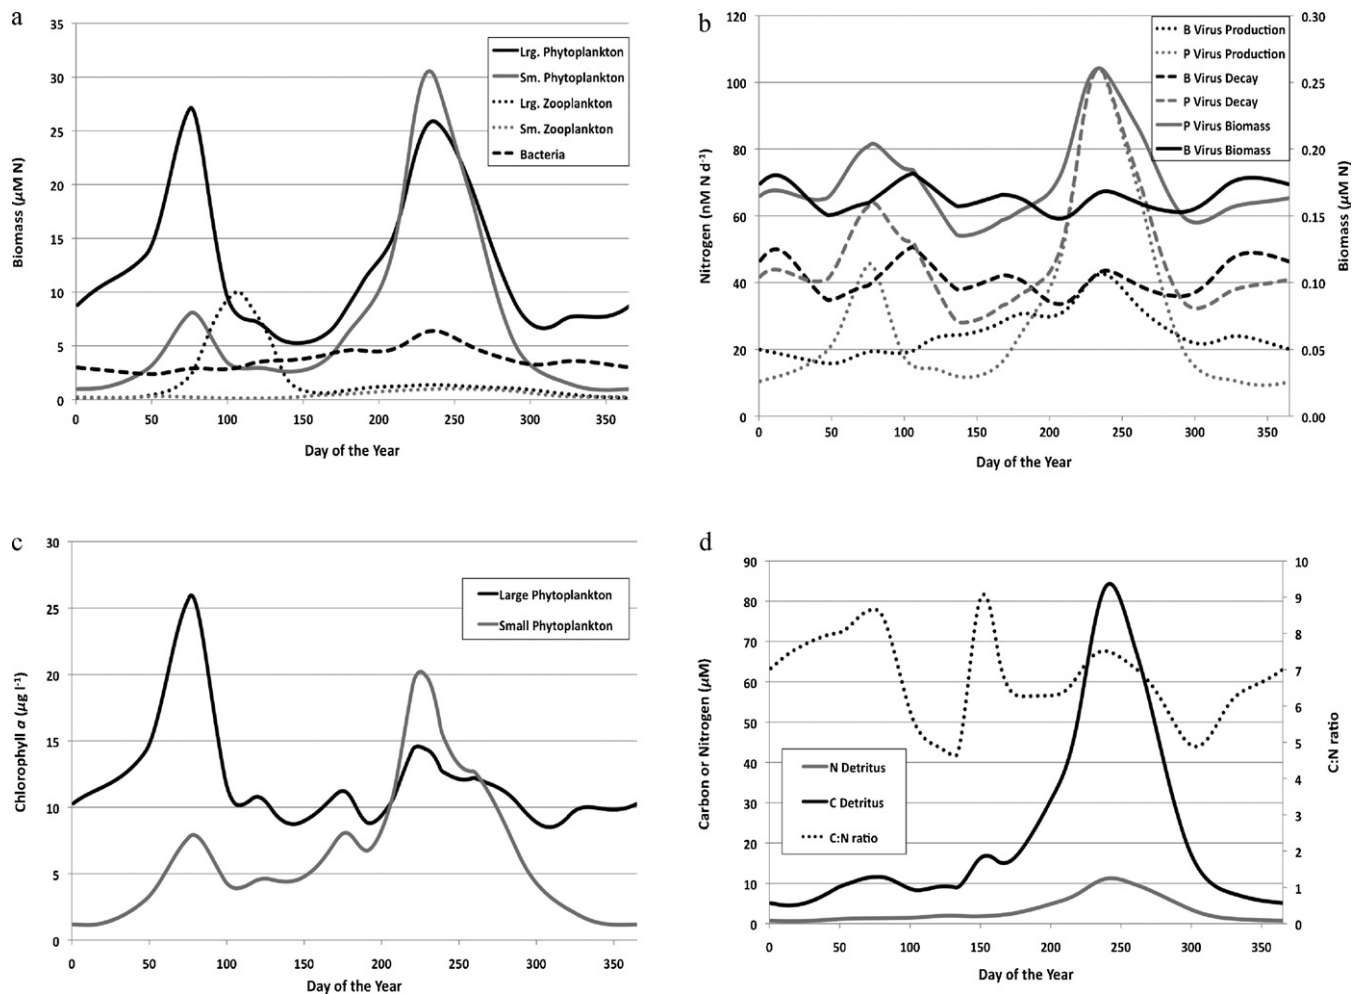 a
35
30
25
20
15
10
5
0
Biomass (μM N)
Lrg. Phytoplankton
Sm. Phytoplankton
Lrg. Zooplankton
Sm. Zooplankton
Bacteria
0 50 100 150 200 250 300 350
Day of the Year
b
120
100
80
60
40
20
0
Nitrogen (nM N d⁻¹)
B Virus Production
P Virus Production
B Virus Decay
P Virus Decay
P Virus Biomass
B Virus Biomass
0.30
0.25
0.20
0.15
0.10
0.05
0.00
Biomass (μM N)
0 50 100 150 200 250 300 350
Day of the Year
c
30
25
20
15
10
5
0
Chlorophyll a (μg l⁻¹)
Large Phytoplankton
Small Phytoplankton
0 50 100 150 200 250 300 350
Day of the Year
d
90
80
70
60
50
40
30
20
10
0
Carbon or Nitrogen (μM)
N Detritus
C Detritus
C:N ratio
10
9
8
7
6
5
4
3
2
1
0
C:N ratio
0 50 100 150 200 250 300 350
Day of the Year